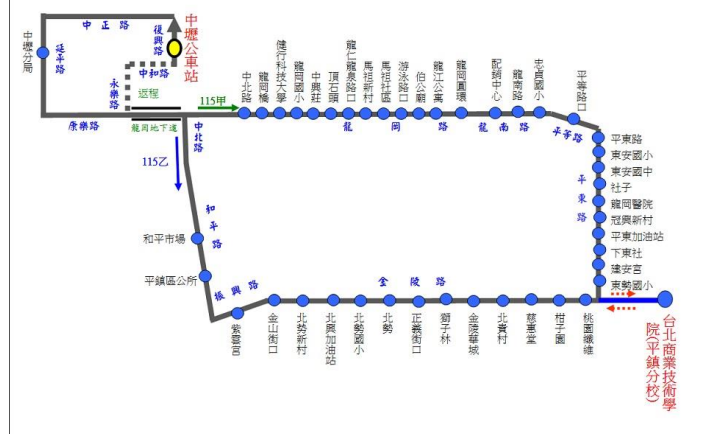 中正路
復興路
中壢公車站
中壢分局
延平路
永樂路
中和路
返程
115甲
康樂路
龍岡地下道
中北路
115乙
中北路
龍岡橋
健行科技大學
龍岡國小
中興莊
頂石頭
龍仁龍泉路口
馬祖新村
馬祖社區
游泳路口
伯公廟
龍江公寓
龍岡圓環
配銷中心
龍南路
忠貞國小
平等路口
龍岡路
龍南路
平等路
平東路
平東路
東安國小
東安國中
社子
龍岡醫院
冠興新村
平東加油站
下東社
建安宮
東勢國小
和平路
和平市場
平鎮區公所
振興路
金陵路
紫雲宮
金山街口
北勢新村
北興加油站
北勢國小
北勢
正義街口
獅子林
金陵華城
北貴村
慈惠堂
柑子園
桃園纖維
台北商業技術學
院(平鎮分校)